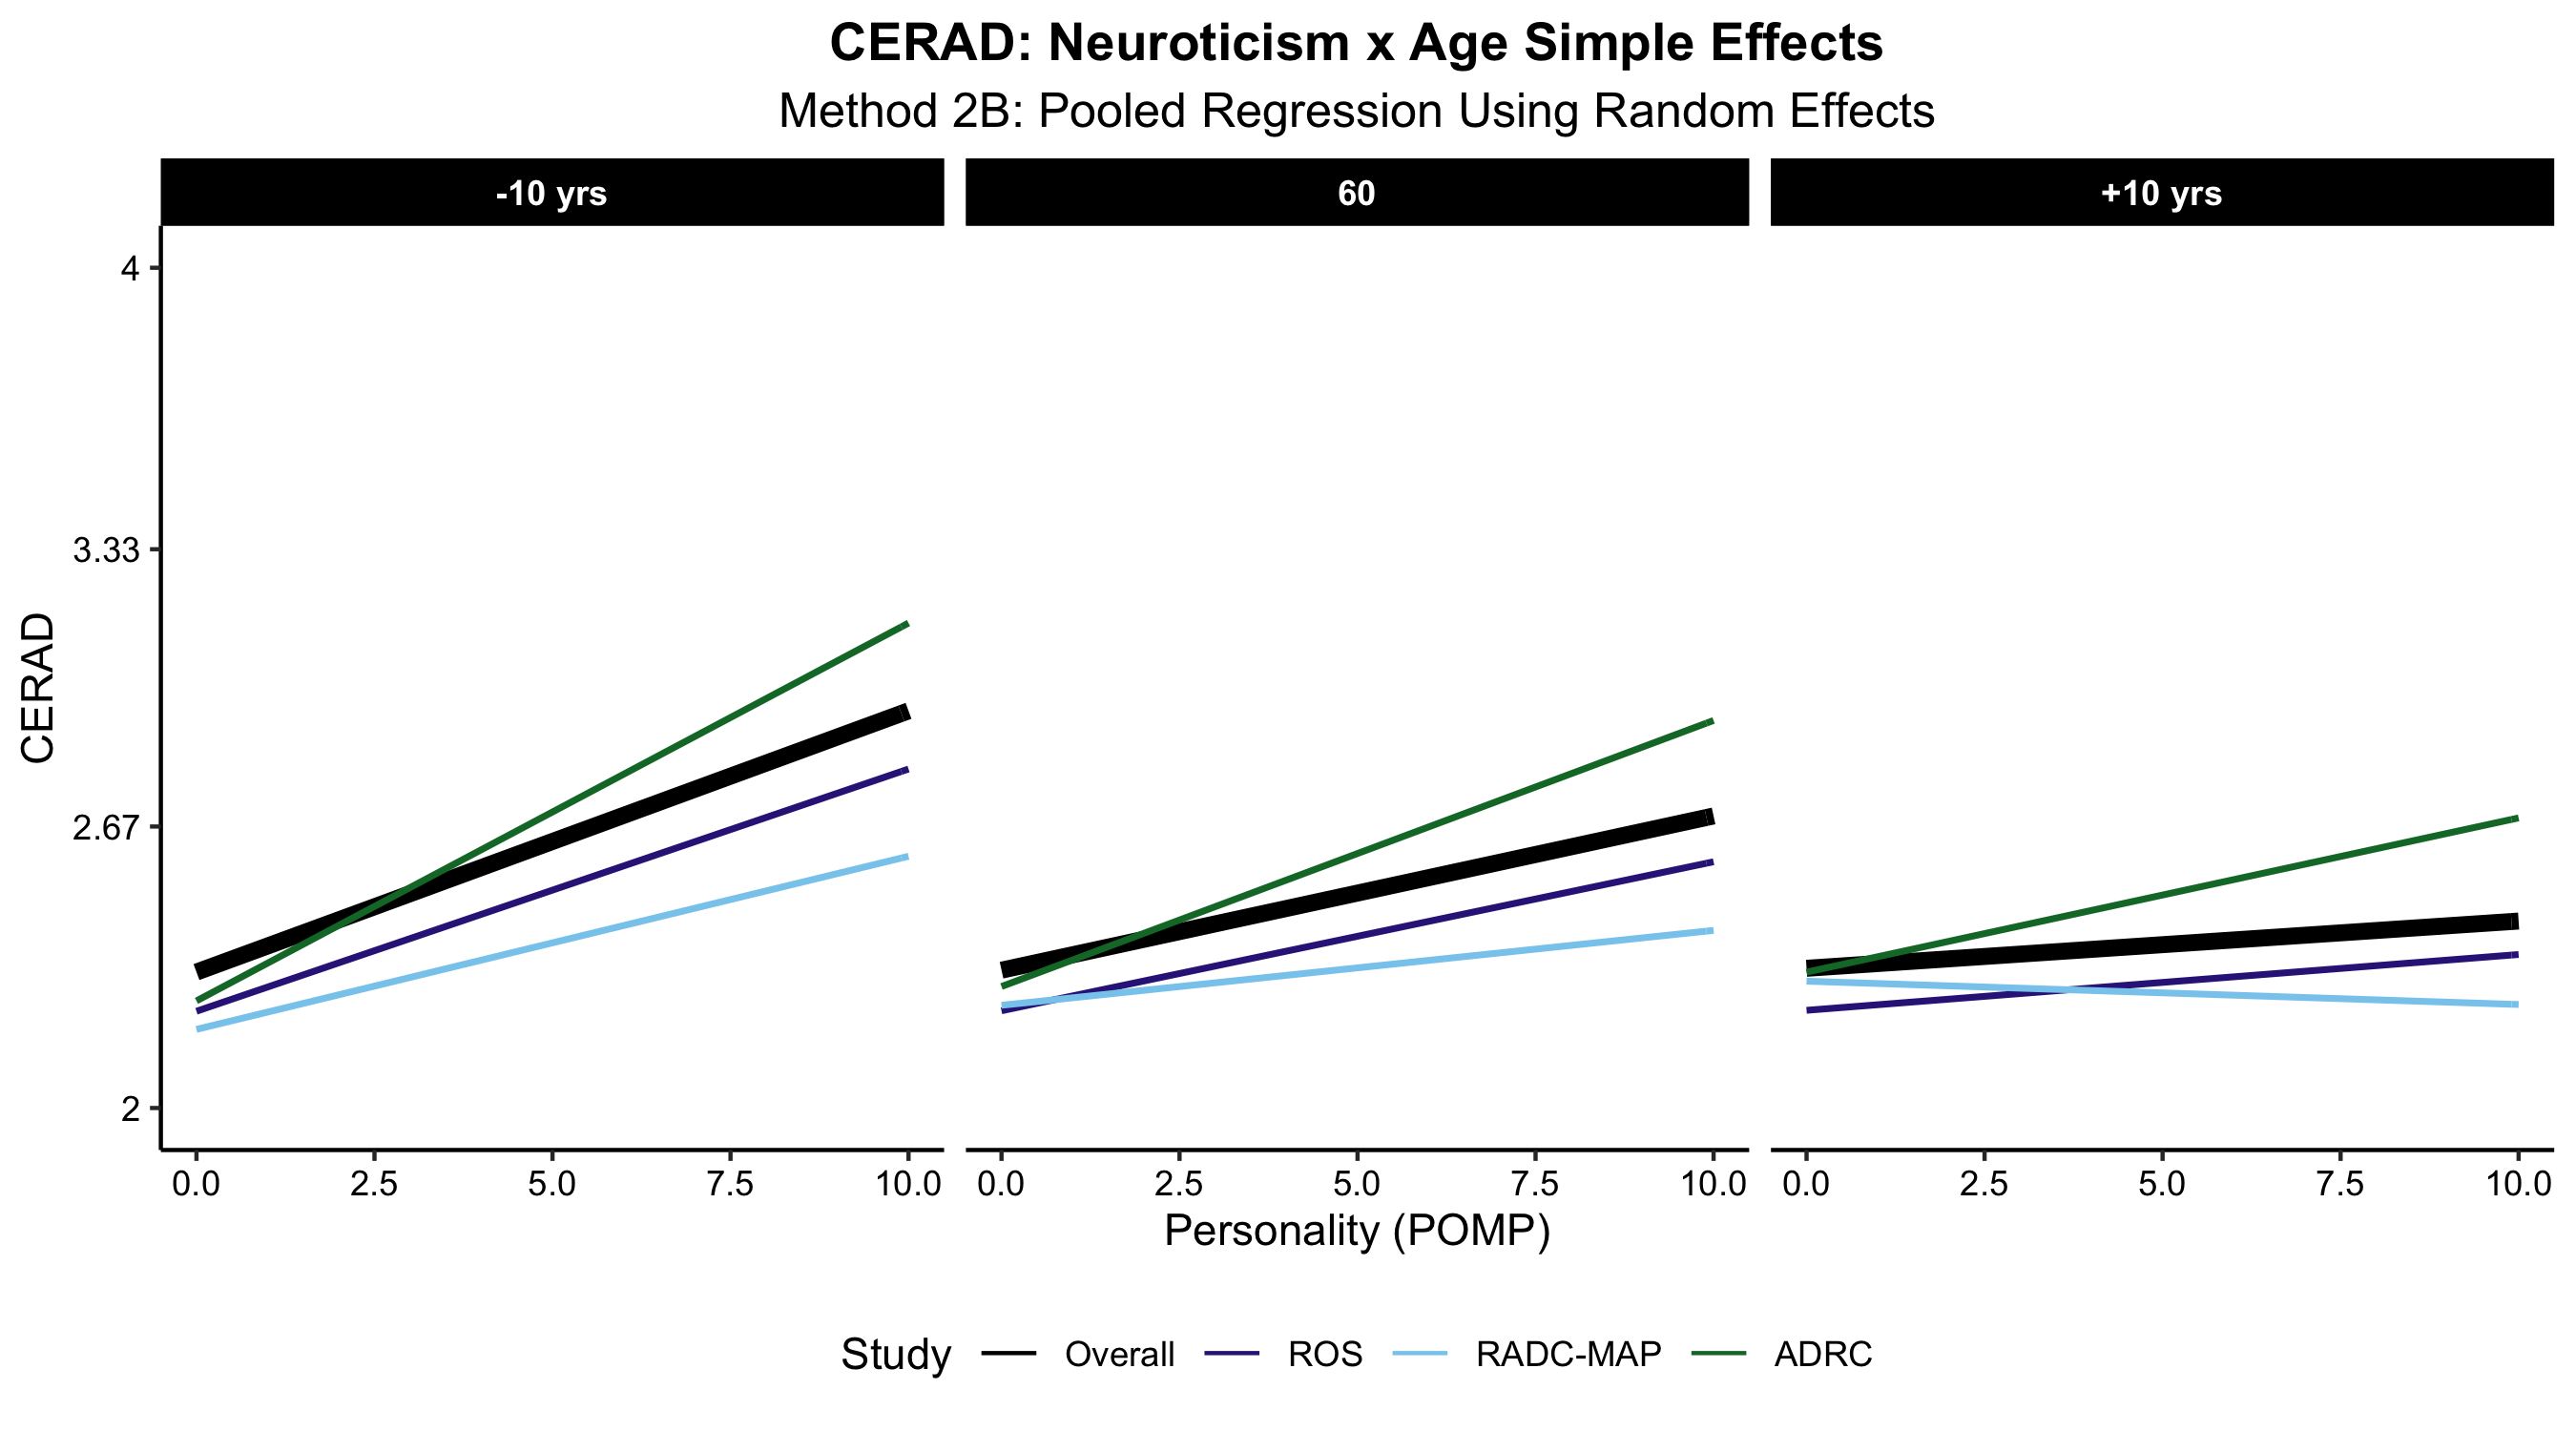 CERAD: Neuroticism x Age Simple Effects
Method 2B: Pooled Regression Using Random Effects
-10 yrs 60 +10 yrs
4
3.33
2.67
2
CERAD
0.0 2.5 5.0 7.5 10.0 0.0 2.5 5.0 7.5 10.0 0.0 2.5 5.0 7.5 10.0
Personality (POMP)
Study Overall ROS RADC-MAP ADRC